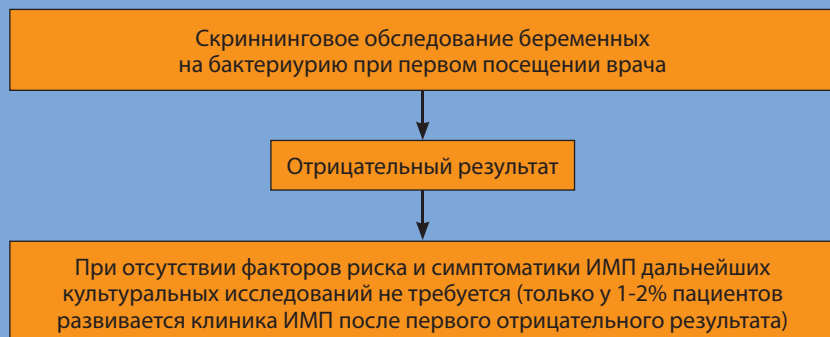 Скриннинговое обследование беременных
на бактериурию при первом посещении врача
Отрицательный результат
При отсутствии факторов риска и симптоматики ИМП дальнейших
культуральных исследований не требуется (только у 1-2% пациентов
развивается клиника ИМП после первого отрицательного результата)